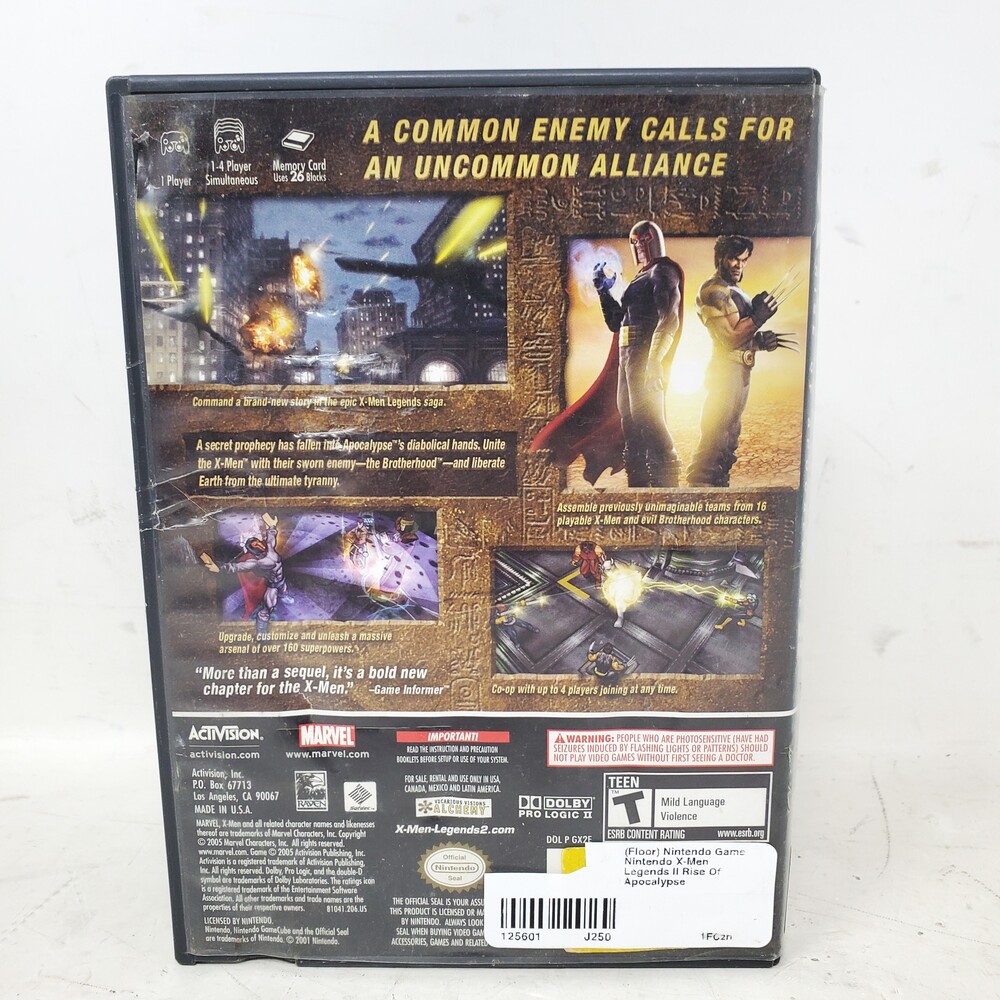 A COMMON ENEMY CALLS FOR
AN UNCOMMON ALLIANCE
1 Player
1-4 Player
Simultaneous
Memory Card
Uses 26 Blocks
Command a brand-new story in the epic X-Men Legends saga.
A secret prophecy has fallen into Apocalypse™'s diabolical hands. Unite
the X-Men™ with their sworn enemy—the Brotherhood™—and liberate
Earth from the ultimate tyranny.
Assemble previously unimaginable teams from 16
playable X-Men and evil Brotherhood characters.
Upgrade, customize and unleash a massive
arsenal of over 160 superpowers.
"More than a sequel, it's a bold new
chapter for the X-Men." –Game Informer
Co-op with up to 4 players joining at any time.
ACTIVISION.
activision.com
MARVEL
www.marvel.com
IMPORTANT!
READ THE INSTRUCTION AND PRECAUTION
BOOKLETS BEFORE SETUP OR USE OF YOUR SYSTEM.
WARNING: PEOPLE WHO ARE PHOTOSENSITIVE (HAVE HAD
SEIZURES INDUCED BY FLASHING LIGHTS OR PATTERNS) SHOULD
NOT PLAY VIDEO GAMES WITHOUT FIRST SEEING A DOCTOR.
Activision, Inc.
P.O. Box 67713
Los Angeles, CA 90067
MADE IN U.S.A.
RAVEN
FOR SALE, RENTAL AND USE ONLY IN USA,
CANADA, MEXICO AND LATIN AMERICA.
VICARIOUS VISIONS
ALCHEMY
X-Men-Legends2.com
DOLBY
PRO LOGIC II
DOL P GX2E
TEEN
T
Mild Language
Violence
ESRB CONTENT RATING www.esrb.org
MARVEL, X-Men and all related character names and likenesses
thereof are trademarks of Marvel Characters, Inc. Copyright
© 2005 Marvel Characters, Inc. All rights reserved.
www.marvel.com. Game © 2005 Activision Publishing, Inc.
Activision is a registered trademark of Activision Publishing,
Inc. All rights reserved. Dolby, Pro Logic, and the double-D
symbol are trademarks of Dolby Laboratories. The ratings icon
is a registered trademark of the Entertainment Software
Association. All other trademarks and trade names are the
properties of their respective owners. 81041.206.US
LICENSED BY NINTENDO.
Nintendo, Nintendo GameCube and the Official Seal
are trademarks of Nintendo. © 2001 Nintendo.
Official
Nintendo
Seal
THE OFFICIAL SEAL IS YOUR
THIS PRODUCT IS LICENSED OR
BY NINTENDO. ALWAYS LOOK
SEAL WHEN BUYING VIDEO
ACCESSORIES, GAMES AND RELATED
(Floor) Nintendo Game
Nintendo X-Men
Legends II Rise Of
Apocalypse
125601 J250